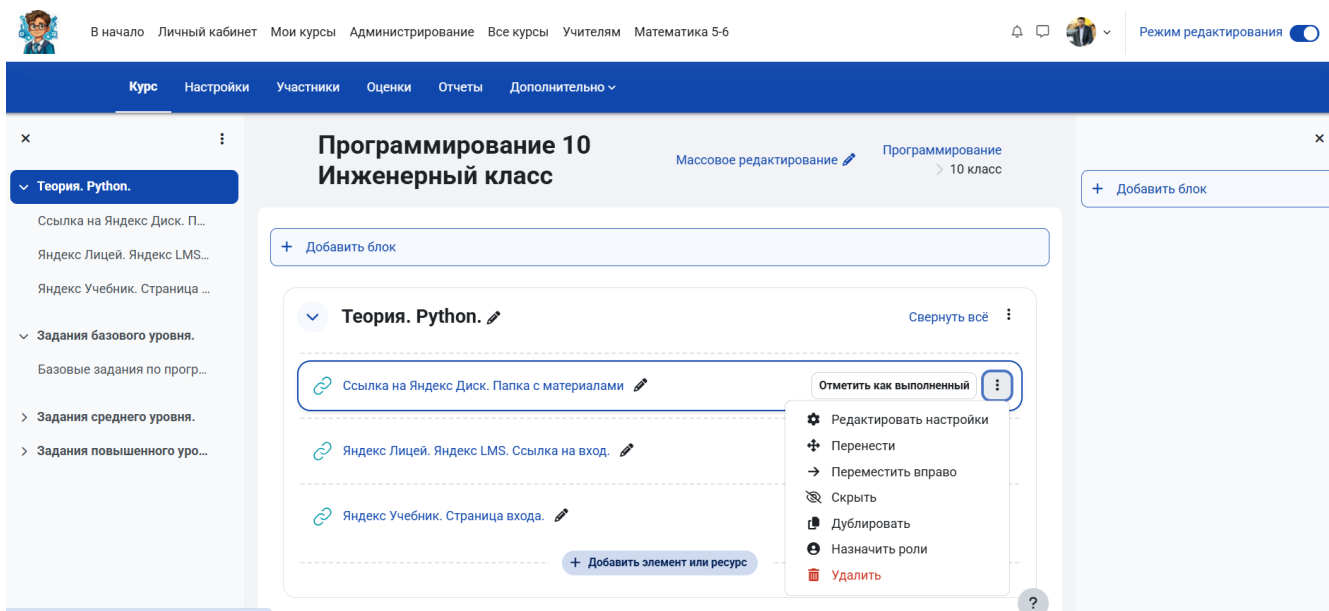 В начало Личный кабинет Мои курсы Администрирование Все курсы Учителям Математика 5-6 Режим редактирования
Курс Настройки Участники Оценки Отчеты Дополнительно
Программирование 10
Инженерный класс
Массовое редактирование
Программирование
10 класс
Теория. Python.
Ссылка на Яндекс Диск. П...
Яндекс Лицей. Яндекс LMS...
Яндекс Учебник. Страница ...
Задания базового уровня.
Базовые задания по прогр...
Задания среднего уровня.
Задания повышенного уро...
+ Добавить блок
Теория. Python.
Свернуть всё
Ссылка на Яндекс Диск. Папка с материалами
Отметить как выполненный
Яндекс Лицей. Яндекс LMS. Ссылка на вход.
Яндекс Учебник. Страница входа.
+ Добавить элемент или ресурс
Редактировать настройки
Перенести
Переместить вправо
Скрыть
Дублировать
Назначить роли
Удалить
?
+ Добавить блок